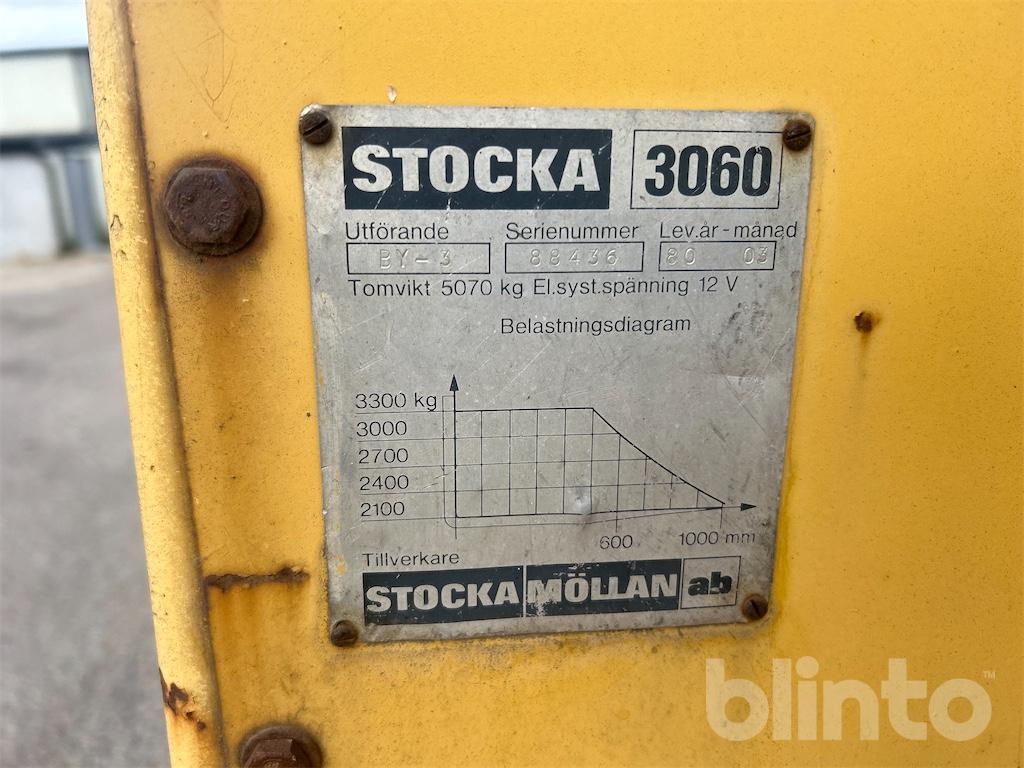 STOCKA 3060
Utförande Serienummer Lev.år - månad
BY-3 88436 80 03
Tomvikt 5070 kg El.syst.spänning 12 V
Belastningsdiagram
3300 kg
3000
2700
2400
2100
600 1000 mm
Tillverkare
STOCKA MÖLLAN ab
blinto™